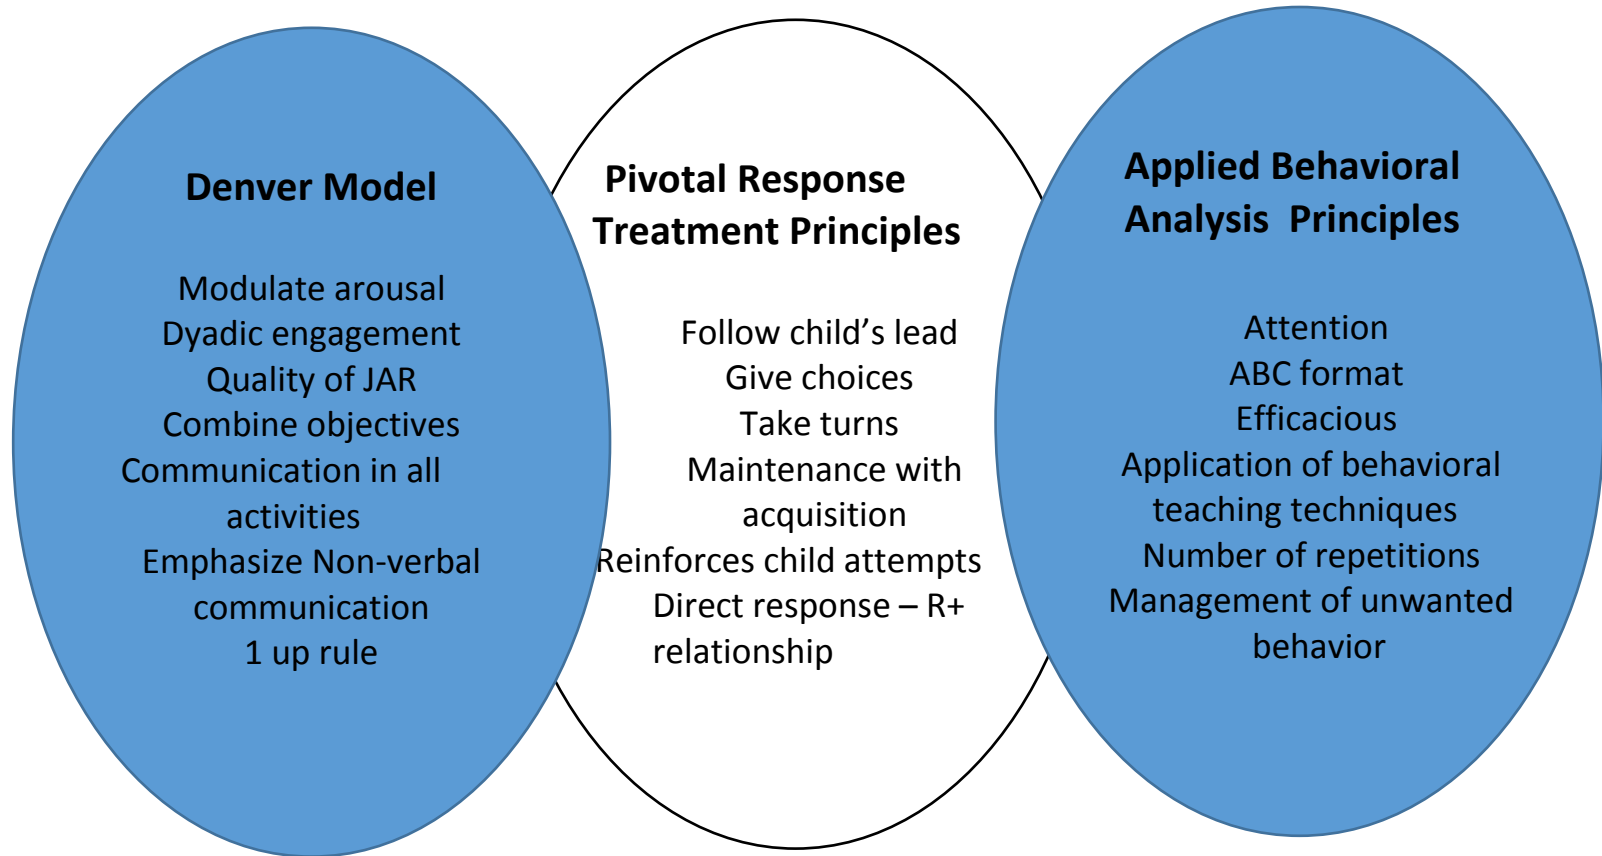 Denver Model
Modulate arousal
Dyadic engagement
Quality of JAR
Combine objectives
Communication in all
activities
Emphasize Non-verbal
communication
1 up rule
Pivotal Response
Treatment Principles
Follow child’s lead
Give choices
Take turns
Maintenance with
acquisition
Reinforces child attempts
Direct response – R+
relationship
Applied Behavioral
Analysis Principles
Attention
ABC format
Efficacious
Application of behavioral
teaching techniques
Number of repetitions
Management of unwanted
behavior